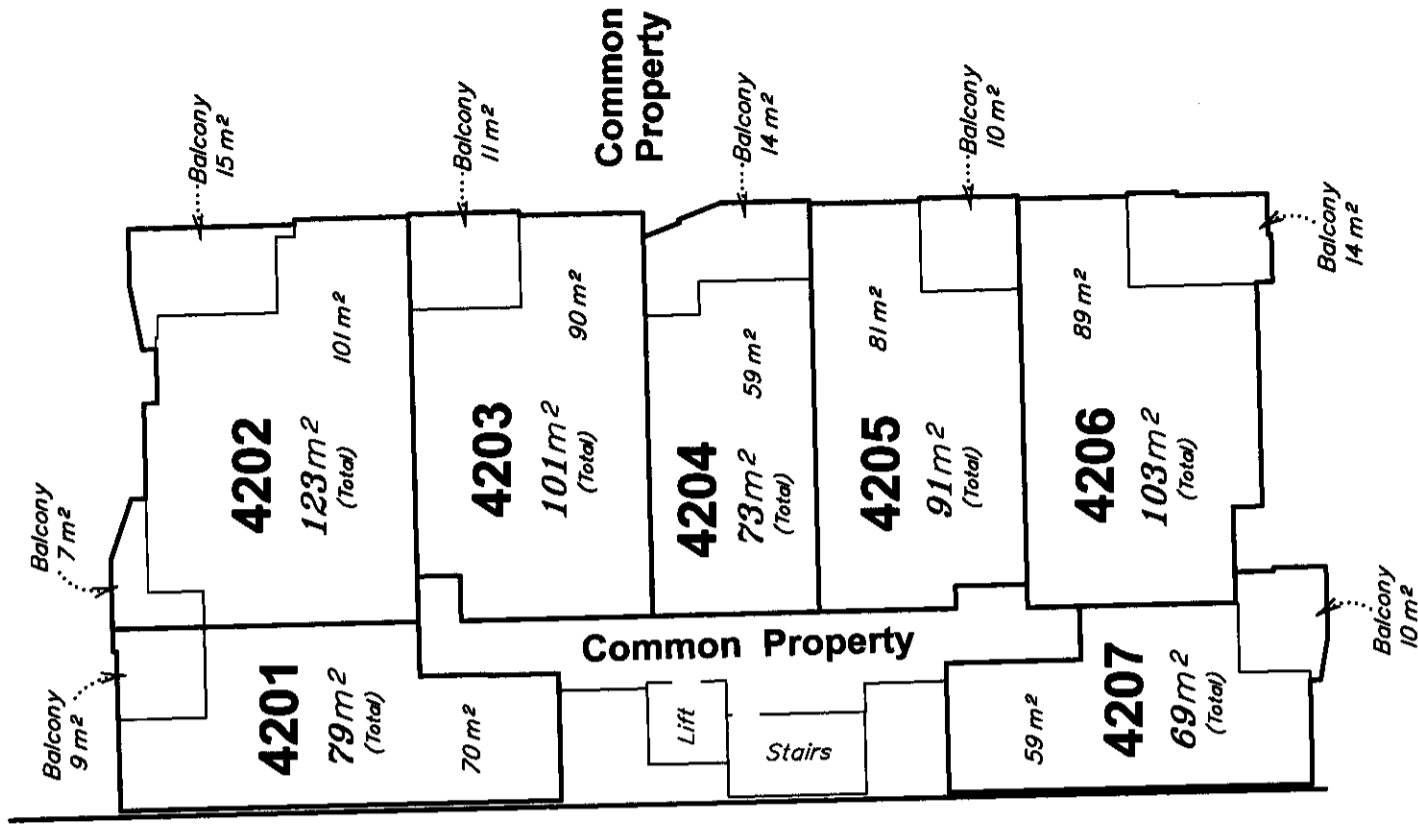 Common
Property
Balcony
15 m²
Balcony
11 m²
Balcony
14 m²
Balcony
10 m²
Balcony
14 m²
Balcony
7 m²
Balcony
9 m²
Balcony
10 m²
4202
123m²
(Total)
101 m²
4203
101m²
(Total)
90 m²
4204
73m²
(Total)
59 m²
4205
91m²
(Total)
81 m²
4206
103m²
(Total)
89 m²
Common Property
4201
79m²
(Total)
70 m²
Lift
Stairs
4207
69m²
(Total)
59 m²